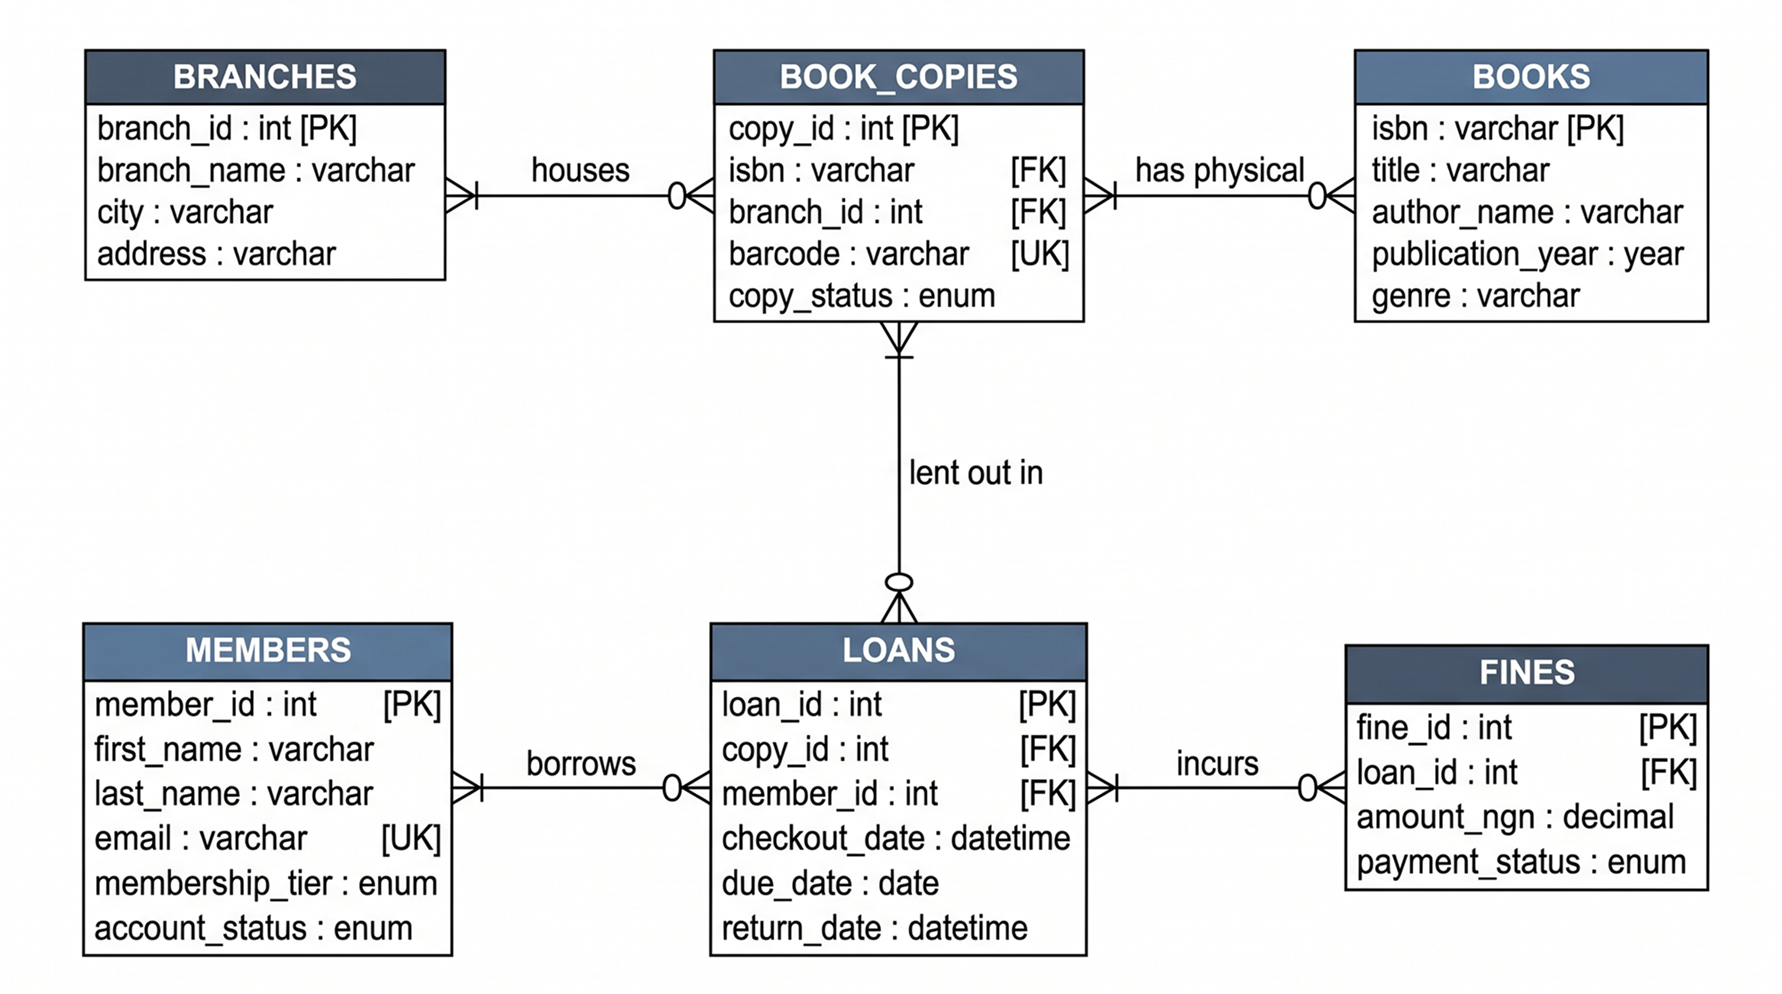 BRANCHES
branch_id : int [PK]
branch_name : varchar
city : varchar
address : varchar
houses
BOOK_COPIES
copy_id : int [PK]
isbn : varchar [FK]
branch_id : int [FK]
barcode : varchar [UK]
copy_status : enum
has physical
BOOKS
isbn : varchar [PK]
title : varchar
author_name : varchar
publication_year : year
genre : varchar
lent out in
MEMBERS
member_id : int [PK]
first_name : varchar
last_name : varchar
email : varchar [UK]
membership_tier : enum
account_status : enum
borrows
LOANS
loan_id : int [PK]
copy_id : int [FK]
member_id : int [FK]
checkout_date : datetime
due_date : date
return_date : datetime
incurs
FINES
fine_id : int [PK]
loan_id : int [FK]
amount_ngn : decimal
payment_status : enum